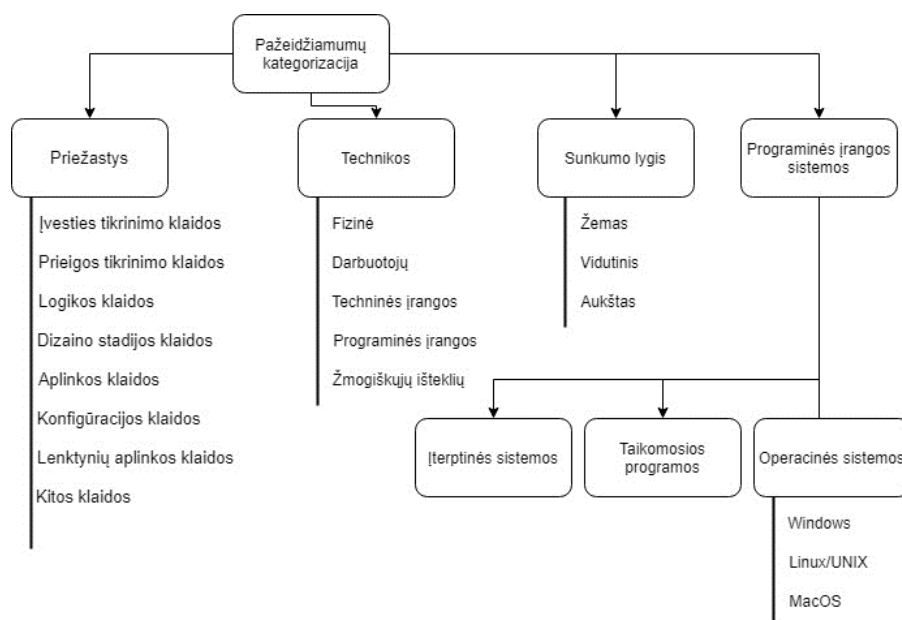 Pažeidžiamumų
kategorizacija
Priežastys
Technikos
Sunkumo lygis
Programinės įrangos
sistemos
Įvesties tikrinimo klaidos
Prieigos tikrinimo klaidos
Logikos klaidos
Dizaino stadijos klaidos
Aplinkos klaidos
Konfigūracijos klaidos
Lenktynių aplinkos klaidos
Kitos klaidos
Fizinė
Darbuotojų
Techninės įrangos
Programinės įrangos
Žmogiškųjų išteklių
Žemas
Vidutinis
Aukštas
Įterptinės sistemos
Taikomosios
programos
Operacinės sistemos
Windows
Linux/UNIX
MacOS